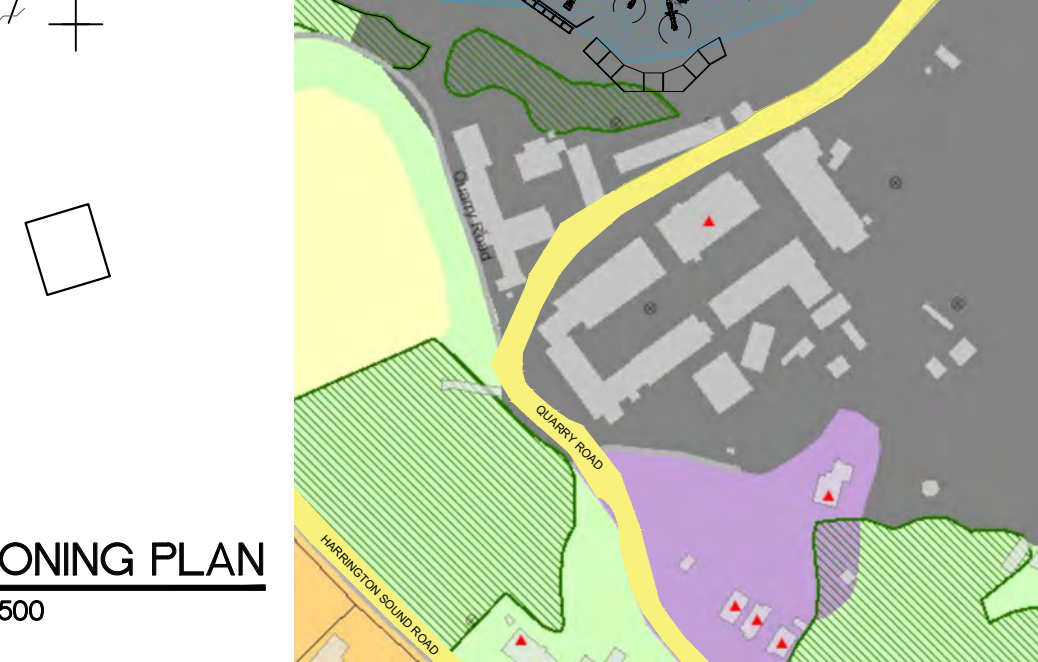 Quarry Road
QUARRY ROAD
HARRINGTON SOUND ROAD
ONING PLAN
500